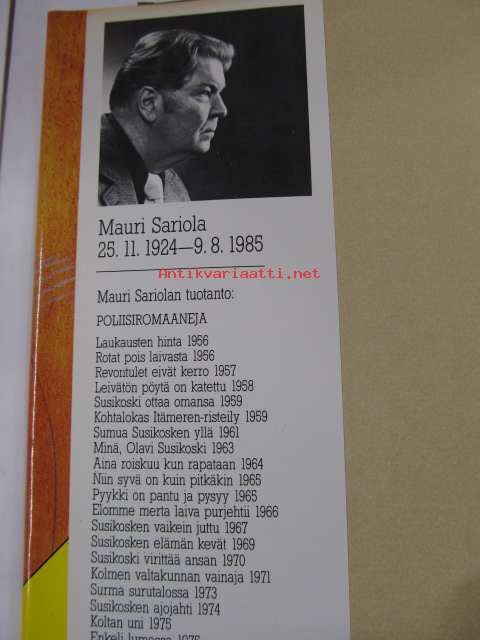 Mauri Sariola
25. 11. 1924—9. 8. 1985
Antikvariaatti.net
Mauri Sariolan tuotanto:
POLIISIROMAANEJA
Laukausten hinta 1956
Rotat pois laivasta 1956
Revontulet eivät kerro 1957
Leivätön pöytä on katettu 1958
Susikoski ottaa omansa 1959
Kohtalokas Itämeren-risteily 1959
Sumua Susikosken yllä 1961
Minä, Olavi Susikoski 1963
Aina roiskuu kun rapataan 1964
Niin syvä on kuin pitkäkin 1965
Pyykki on pantu ja pysyy 1965
Elomme merta laiva purjehtii 1966
Susikosken vaikein juttu 1967
Susikosken elämän kevät 1969
Susikoski virittää ansan 1970
Kolmen valtakunnan vainaja 1971
Surma surutalossa 1973
Susikosken ajojahti 1974
Koltan uni 1975
Enkeli lumessa 1976